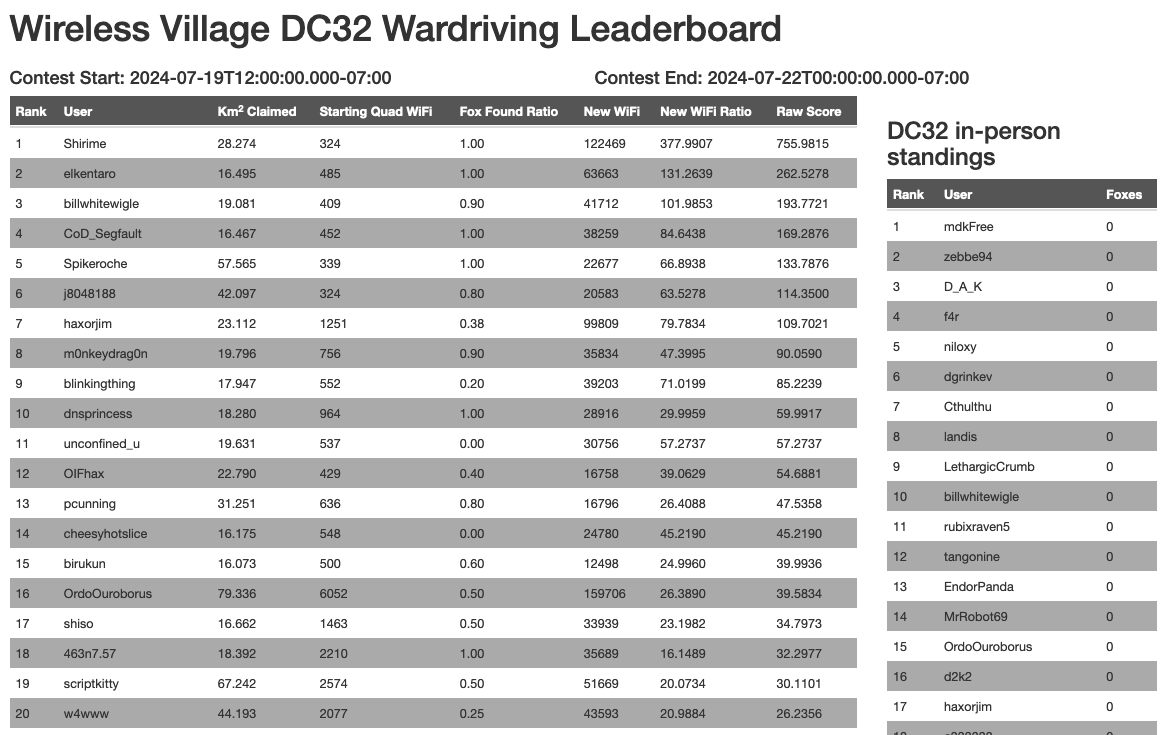 Wireless Village DC32 Wardriving Leaderboard
Contest Start: 2024-07-19T12:00:00.000-07:00
Contest End: 2024-07-22T00:00:00.000-07:00
Rank User Km² Claimed Starting Quad WiFi Fox Found Ratio New WiFi New WiFi Ratio Raw Score
1 Shirime 28.274 324 1.00 122469 377.9907 755.9815
2 elkentaro 16.495 485 1.00 63663 131.2639 262.5278
3 billwhitewigle 19.081 409 0.90 41712 101.9853 193.7721
4 CoD_Segfault 16.467 452 1.00 38259 84.6438 169.2876
5 Spikeroche 57.565 339 1.00 22677 66.8938 133.7876
6 j8048188 42.097 324 0.80 20583 63.5278 114.3500
7 haxorjim 23.112 1251 0.38 99809 79.7834 109.7021
8 m0nkeydrag0n 19.796 756 0.90 35834 47.3995 90.0590
9 blinkingthing 17.947 552 0.20 39203 71.0199 85.2239
10 dnsprincess 18.280 964 1.00 28916 29.9959 59.9917
11 unconfined_u 19.631 537 0.00 30756 57.2737 57.2737
12 OIFhax 22.790 429 0.40 16758 39.0629 54.6881
13 pcunning 31.251 636 0.80 16796 26.4088 47.5358
14 cheesyhotslice 16.175 548 0.00 24780 45.2190 45.2190
15 birukun 16.073 500 0.60 12498 24.9960 39.9936
16 OrdoOuroborus 79.336 6052 0.50 159706 26.3890 39.5834
17 shiso 16.662 1463 0.50 33939 23.1982 34.7973
18 463n7.57 18.392 2210 1.00 35689 16.1489 32.2977
19 scriptkitty 67.242 2574 0.50 51669 20.0734 30.1101
20 w4www 44.193 2077 0.25 43593 20.9884 26.2356
DC32 in-person
standings
Rank User Foxes
1 mdkFree 0
2 zebbe94 0
3 D_A_K 0
4 f4r 0
5 niloxy 0
6 dgrinkev 0
7 Cthulthu 0
8 landis 0
9 LethargicCrumb 0
10 billwhitewigle 0
11 rubixraven5 0
12 tangonine 0
13 EndorPanda 0
14 MrRobot69 0
15 OrdoOuroborus 0
16 d2k2 0
17 haxorjim 0